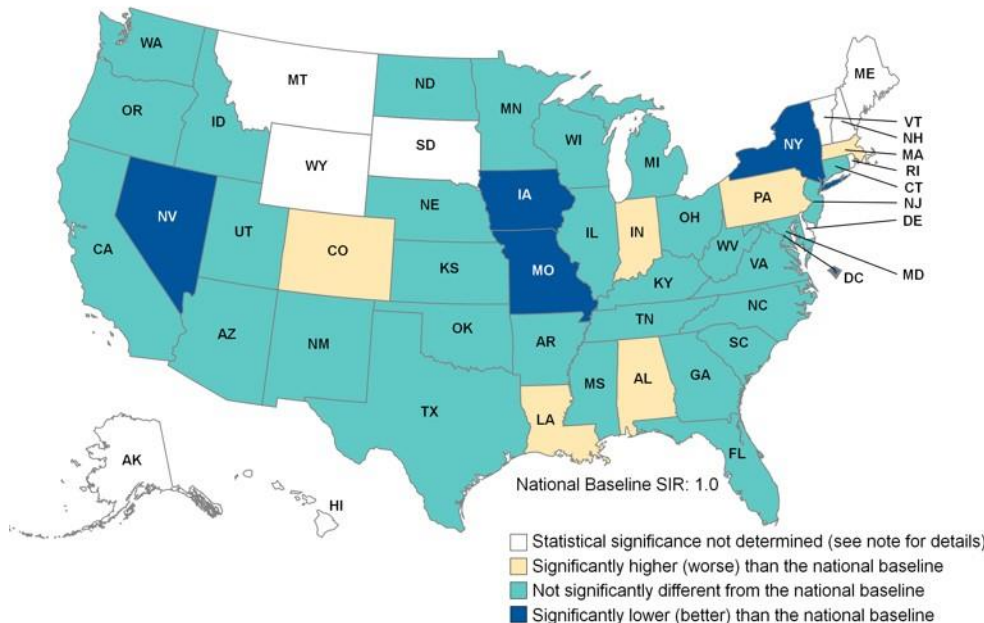 WA
MT
ND
ME
OR
ID
MN
VT
NH
MA
RI
CT
NJ
DE
MD
DC
SD
WI
NY
WY
MI
NV
NE
IA
PA
CA
UT
CO
KS
MO
IL
IN
OH
WV
VA
KY
AZ
NM
OK
AR
TN
NC
SC
TX
LA
MS
AL
GA
FL
AK
HI
National Baseline SIR: 1.0
Statistical significance not determined (see note for details)
Significantly higher (worse) than the national baseline
Not significantly different from the national baseline
Significantly lower (better) than the national baseline